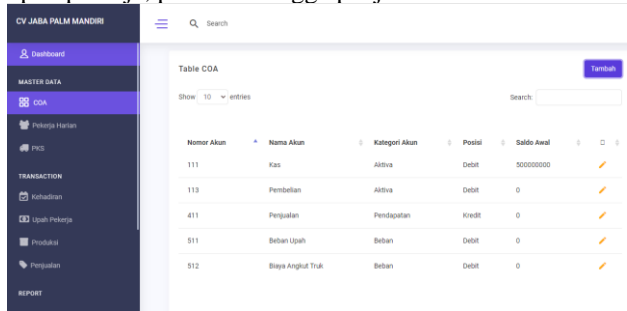 CV JABA PALM MANDIRI
Search
Dashboard
MASTER DATA
COA
Pekerja Harian
PKS
TRANSACTION
Kehadiran
Upah Pekerja
Produksi
Penjualan
REPORT
Table COA
Tambah
Show 10 entries
Search:
Nomor Akun Nama Akun Kategori Akun Posisi Saldo Awal
111 Kas Aktiva Debit 500000000
113 Pembelian Aktiva Debit 0
411 Penjualan Pendapatan Kredit 0
511 Beban Upah Beban Debit 0
512 Biaya Angkut Truk Beban Debit 0